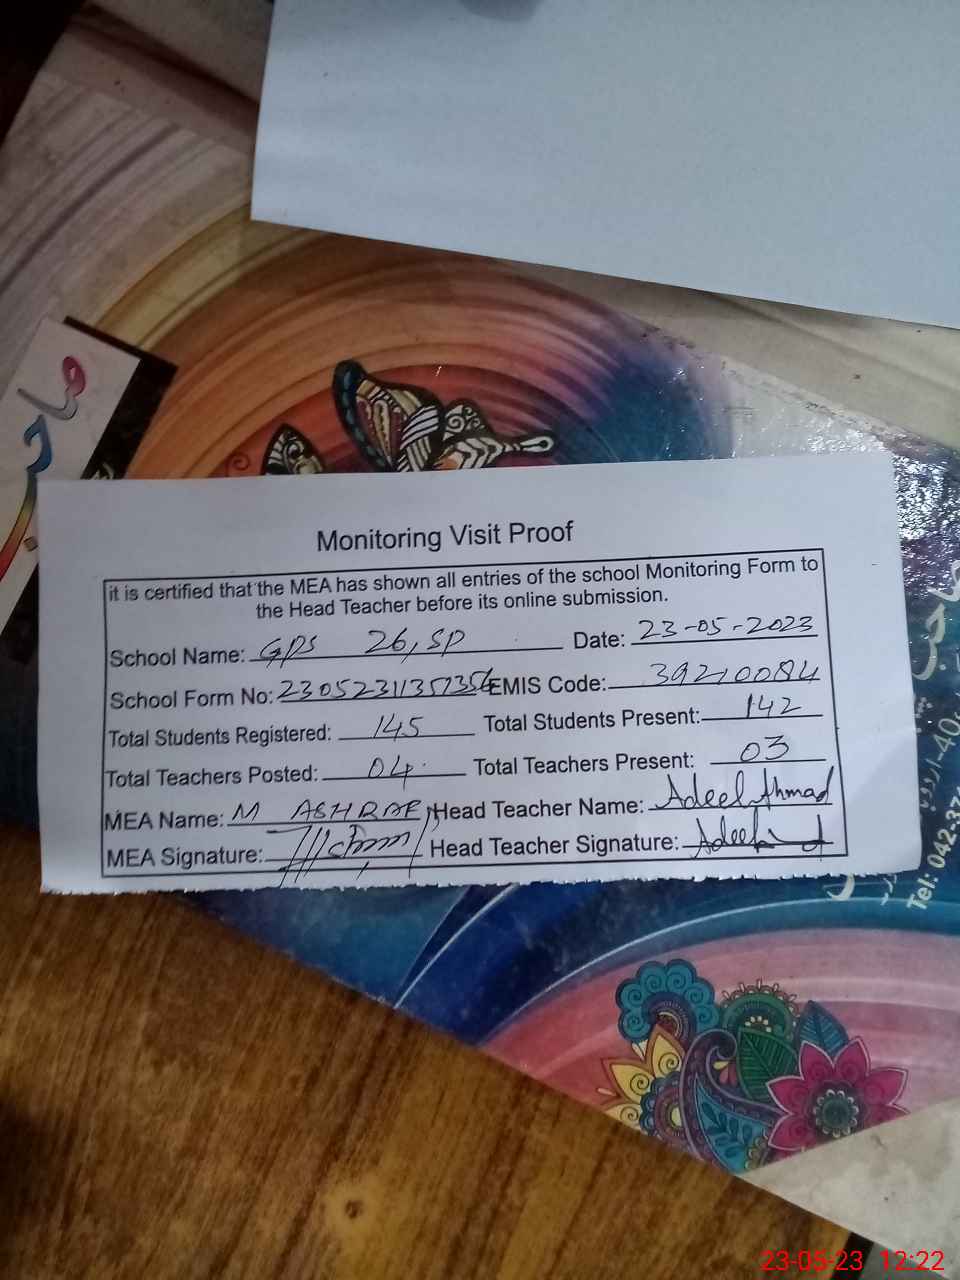 صاحب
Monitoring Visit Proof
it is certified that the MEA has shown all entries of the school Monitoring Form to
the Head Teacher before its online submission.
School Name: GPS 26, SP Date: 23-05-2023
School Form No: EMIS Code: 39210084
Total Students Registered: 145 Total Students Present: 142
Total Teachers Posted: 04 Total Teachers Present: 03
MEA Name: M ASHRAF Head Teacher Name: Adeel Ahmad
MEA Signature: Head Teacher Signature: Adeel
صاحب
Tel: 042-37
23-05-23 12:22